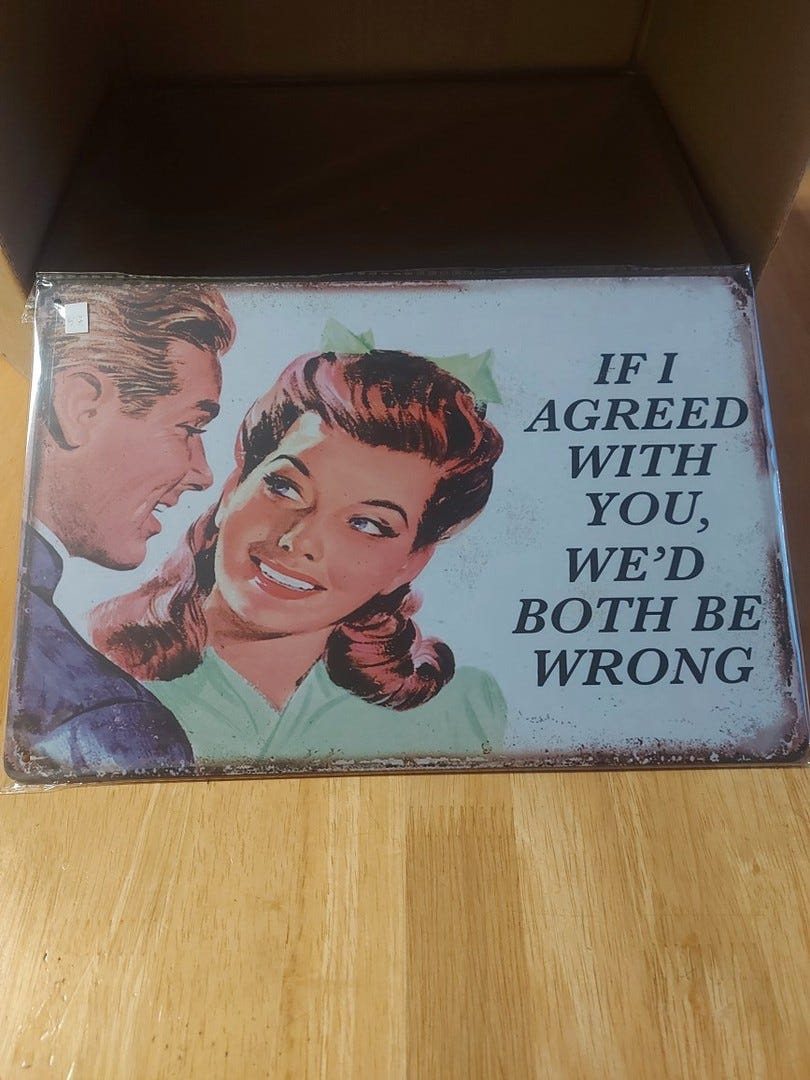 IF I
AGREED
WITH
YOU,
WE'D
BOTH BE
WRONG